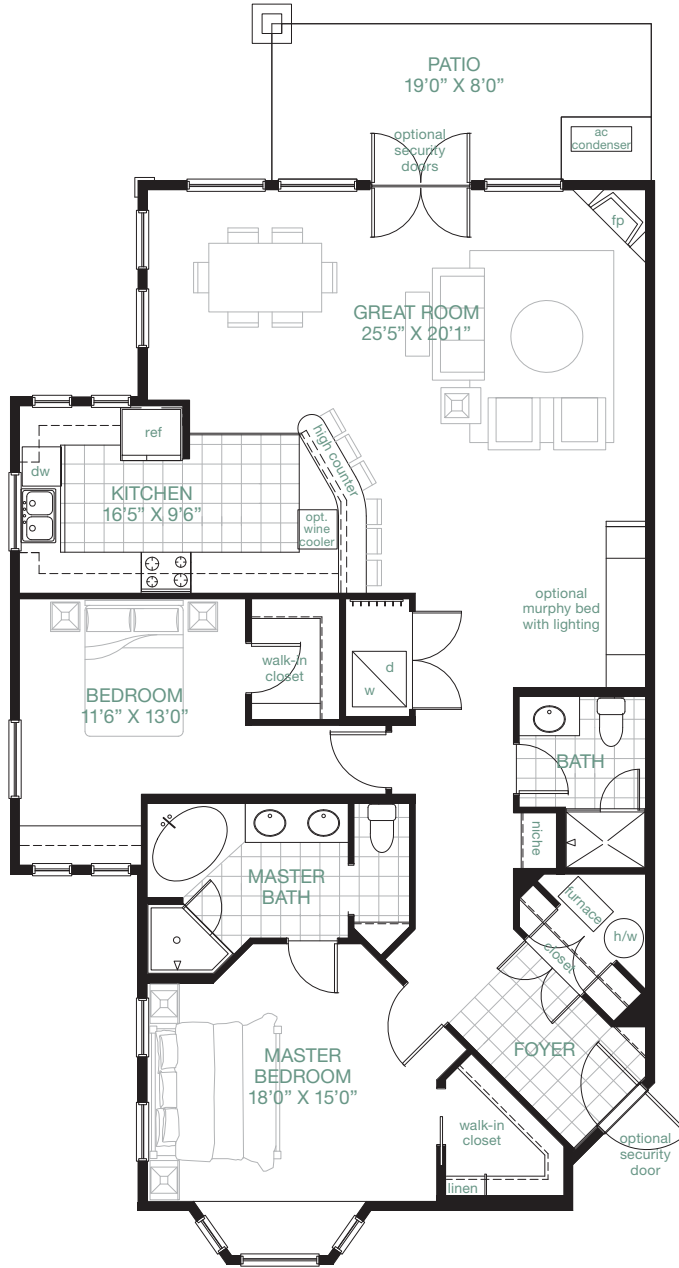 PATIO
19’0” X 8’0”
optional
security
doors
ac
condenser
fp
GREAT ROOM
25’5” X 20’1”
ref
high counter
dw
KITCHEN
16’5” X 9’6”
opt.
wine
cooler
optional
murphy bed
with lighting
walk-in
closet
d
w
BEDROOM
11’6” X 13’0”
BATH
niche
MASTER
BATH
furnace
h/w
closet
FOYER
MASTER
BEDROOM
18’0” X 15’0”
walk-in
closet
optional
security
door
linen